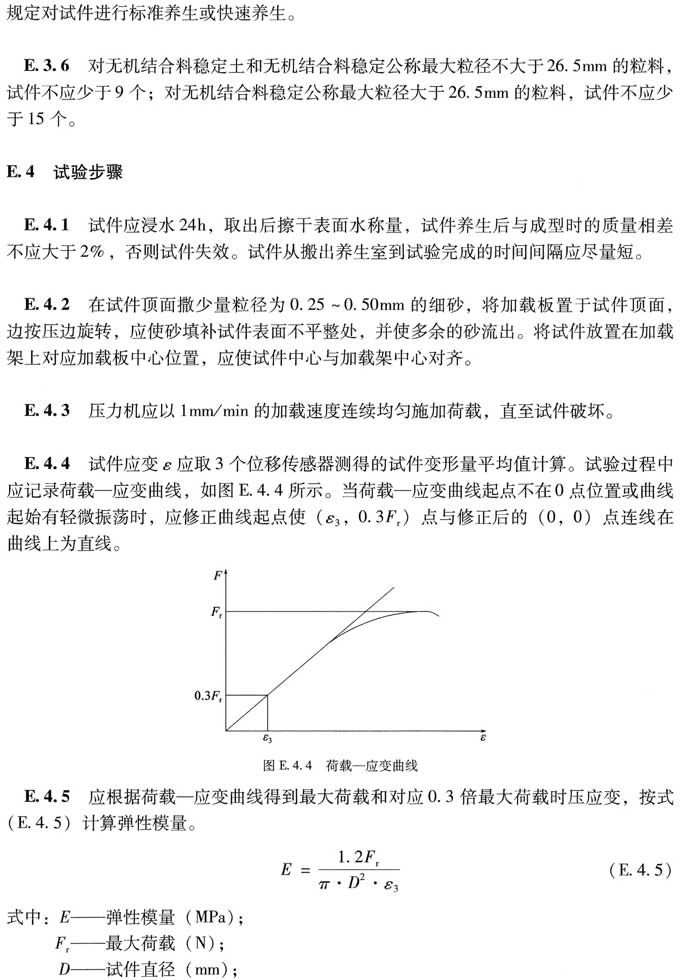 规定对试件进行标准养生或快速养生。
E.3.6 对无机结合料稳定土和无机结合料稳定公称最大粒径不大于26.5mm 的粒料，
试件不应少于9 个；对无机结合料稳定公称最大粒径大于26.5mm 的粒料，试件不应少
于15 个。
E.4 试验步骤
E.4.1 试件应浸水24h，取出后擦干表面水称量，试件养生后与成型时的质量相差
不应大于2%，否则试件失效。试件从搬出养生室到试验完成的时间间隔应尽量短。
E.4.2 在试件顶面撒少量粒径为0.25～0.50mm 的细砂，将加载板置于试件顶面，
边按压边旋转，应使砂填补试件表面不平整处，并使多余的砂流出。将试件放置在加载
架上对应加载板中心位置，应使试件中心与加载架中心对齐。
E.4.3 压力机应以1mm/min 的加载速度连续均匀施加荷载，直至试件破坏。
E.4.4 试件应变ε应取3 个位移传感器测得的试件变形量平均值计算。试验过程中
应记录荷载—应变曲线，如图E.4.4 所示。当荷载—应变曲线起点不在0 点位置或曲线
起始有轻微振荡时，应修正曲线起点使（ε₃，0.3Fᵣ）点与修正后的（0，0）点连线在
曲线上为直线。
F
Fᵣ
0.3Fᵣ
ε₃ ε
图E.4.4 荷载—应变曲线
E.4.5 应根据荷载—应变曲线得到最大荷载和对应0.3 倍最大荷载时压应变，按式
（E.4.5）计算弹性模量。
E = 1.2Fᵣ / π·D²·ε₃ （E.4.5）
式中：E——弹性模量（MPa）；
Fᵣ——最大荷载（N）；
D——试件直径（mm）；